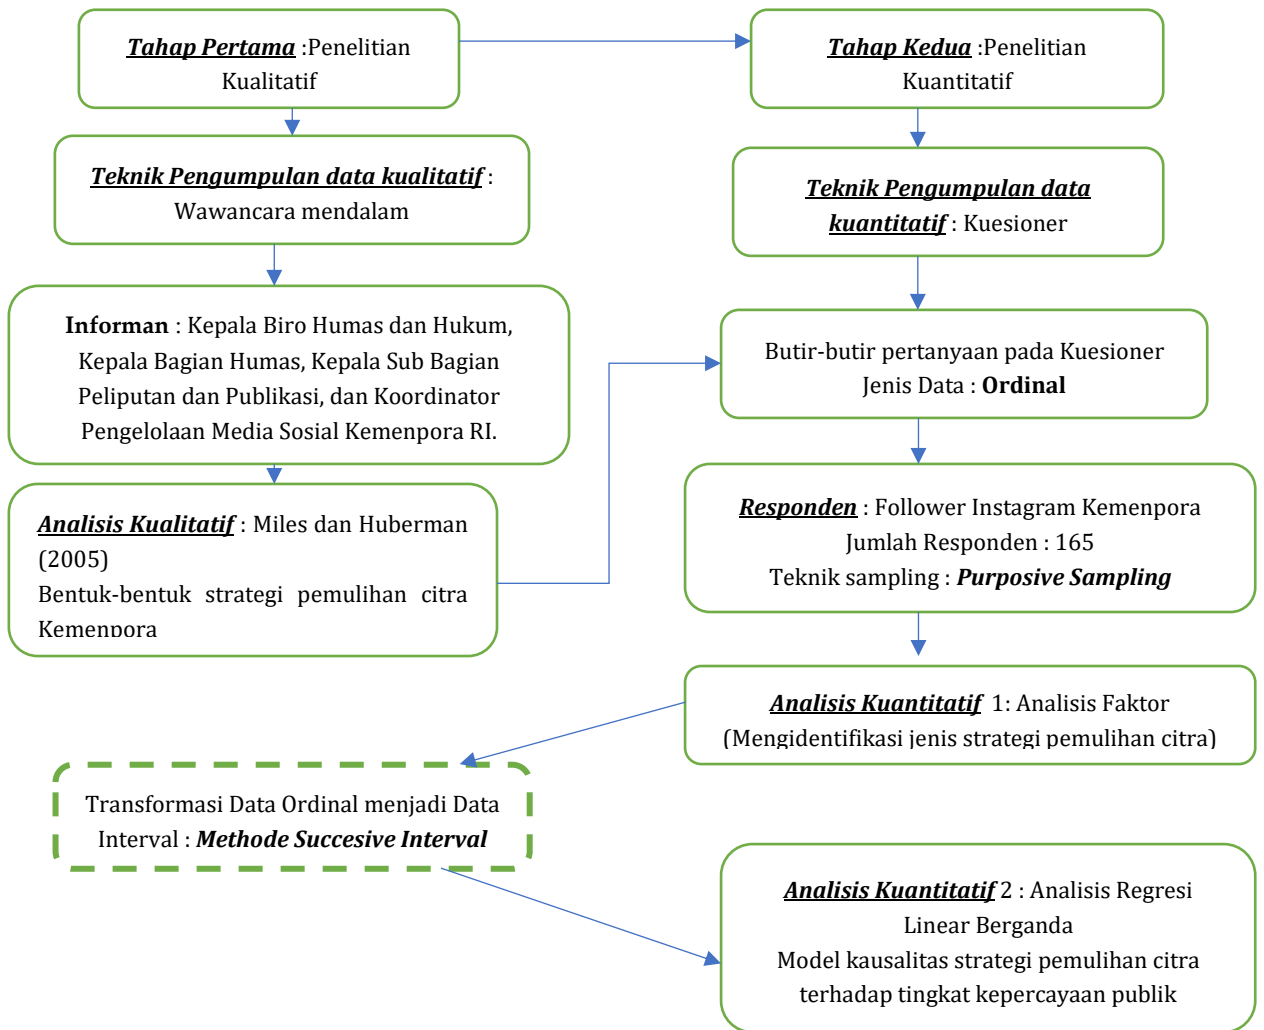 Tahap Pertama :Penelitian
Kualitatif
Tahap Kedua :Penelitian
Kuantitatif
Teknik Pengumpulan data kualitatif :
Wawancara mendalam
Teknik Pengumpulan data
kuantitatif : Kuesioner
Informan : Kepala Biro Humas dan Hukum,
Kepala Bagian Humas, Kepala Sub Bagian
Peliputan dan Publikasi, dan Koordinator
Pengelolaan Media Sosial Kemenpora RI.
Butir-butir pertanyaan pada Kuesioner
Jenis Data : Ordinal
Analisis Kualitatif : Miles dan Huberman
(2005)
Bentuk-bentuk strategi pemulihan citra
Kemenpora
Responden : Follower Instagram Kemenpora
Jumlah Responden : 165
Teknik sampling : Purposive Sampling
Analisis Kuantitatif 1: Analisis Faktor
(Mengidentifikasi jenis strategi pemulihan citra)
Transformasi Data Ordinal menjadi Data
Interval : Methode Succesive Interval
Analisis Kuantitatif 2 : Analisis Regresi
Linear Berganda
Model kausalitas strategi pemulihan citra
terhadap tingkat kepercayaan publik